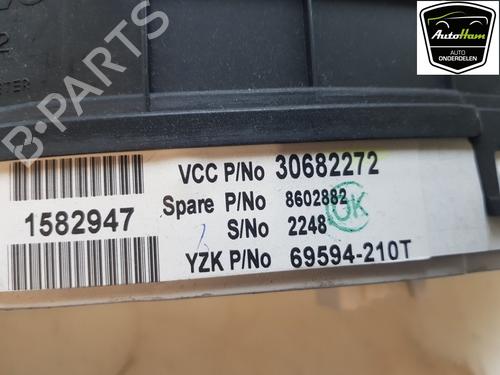 AutoHam
AUTO
ONDERDELEN
B-PARTS
VCC P/No 30682272
1582947
Spare P/No 8602882
OK
S/No 2248
YZK P/No 69594-210T